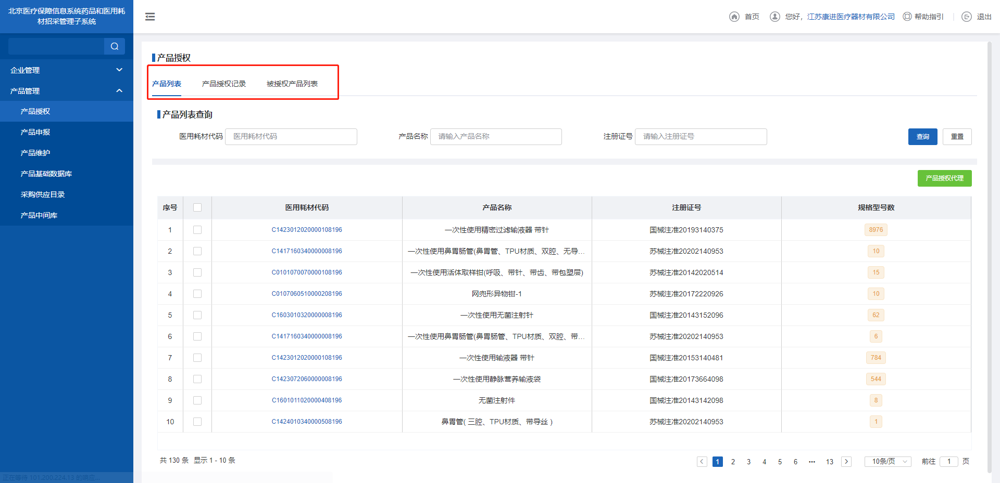 北京医疗保障信息系统药品和医用耗
材招采管理子系统
首页
您好，江苏康进医疗器材有限公司
帮助指引
退出
企业管理
产品管理
产品授权
产品申报
产品维护
产品基础数据库
采购供应目录
产品中间库
产品授权
产品列表 产品授权记录 被授权产品列表
产品列表查询
医用耗材代码 医用耗材代码 产品名称 请输入产品名称 注册证号 请输入注册证号 查询 重置
产品授权代理
序号 医用耗材代码 产品名称 注册证号 规格型号数
1 C1423012020000108196 一次性使用精密过滤输液器 带针 国械注准20193140375 8976
2 C1417160340000008196 一次性使用鼻胃肠管(鼻胃管、TPU材质、双腔、无导... 苏械注准20202140953 10
3 C0101070070000108196 一次性使用活体取样钳(呼吸、带针、带齿、带包塑层) 苏械注准20142020514 15
4 C0107060510000208196 网兜形异物钳-1 苏械注准20172220926 10
5 C1603010320000008196 一次性使用无菌注射针 国械注准20143152096 62
6 C1417160340000008196 一次性使用鼻胃肠管(鼻胃肠管、TPU材质、双腔、带... 苏械注准20202140953 6
7 C1423012020000108196 一次性使用输液器 带针 国械注准20153140481 784
8 C1423072060000008196 一次性使用静脉营养输液袋 国械注准20173664098 544
9 C1601011020000408196 无菌注射件 国械注准20143142098 8
10 C1424010340000508196 鼻胃管( 三腔、TPU材质、带导丝 ) 苏械注准20202140953 1
共 130 条 显示 1 - 10 条
1 2 3 4 5 6 ••• 13 10条/页 前往 1 页
正在等待 101.200.224.13 的响应...